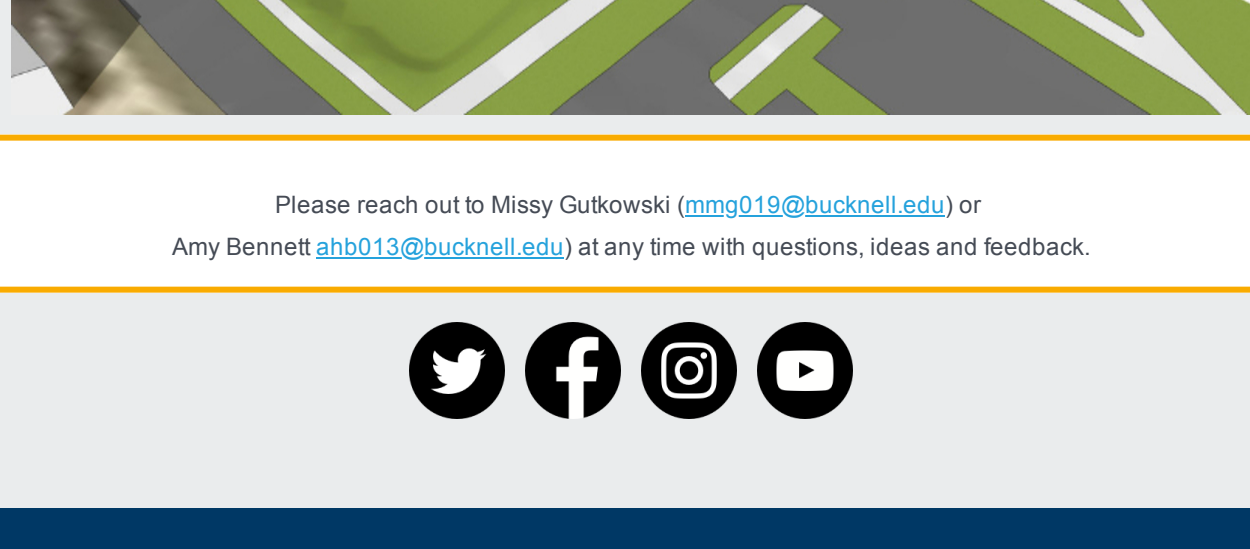 Please reach out to Missy Gutkowski (mmg019@bucknell.edu) or
Amy Bennett ahb013@bucknell.edu) at any time with questions, ideas and feedback.